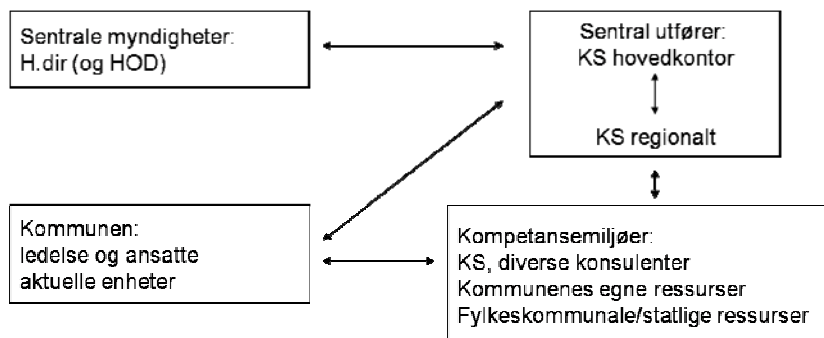 Sentrale myndigheter:
H.dir (og HOD)
Sentral utfører:
KS hovedkontor
KS regionalt
Kommunen:
ledelse og ansatte
aktuelle enheter
Kompetansemiljøer:
KS, diverse konsulenter
Kommunenes egne ressurser
Fylkeskommunale/statlige ressurser